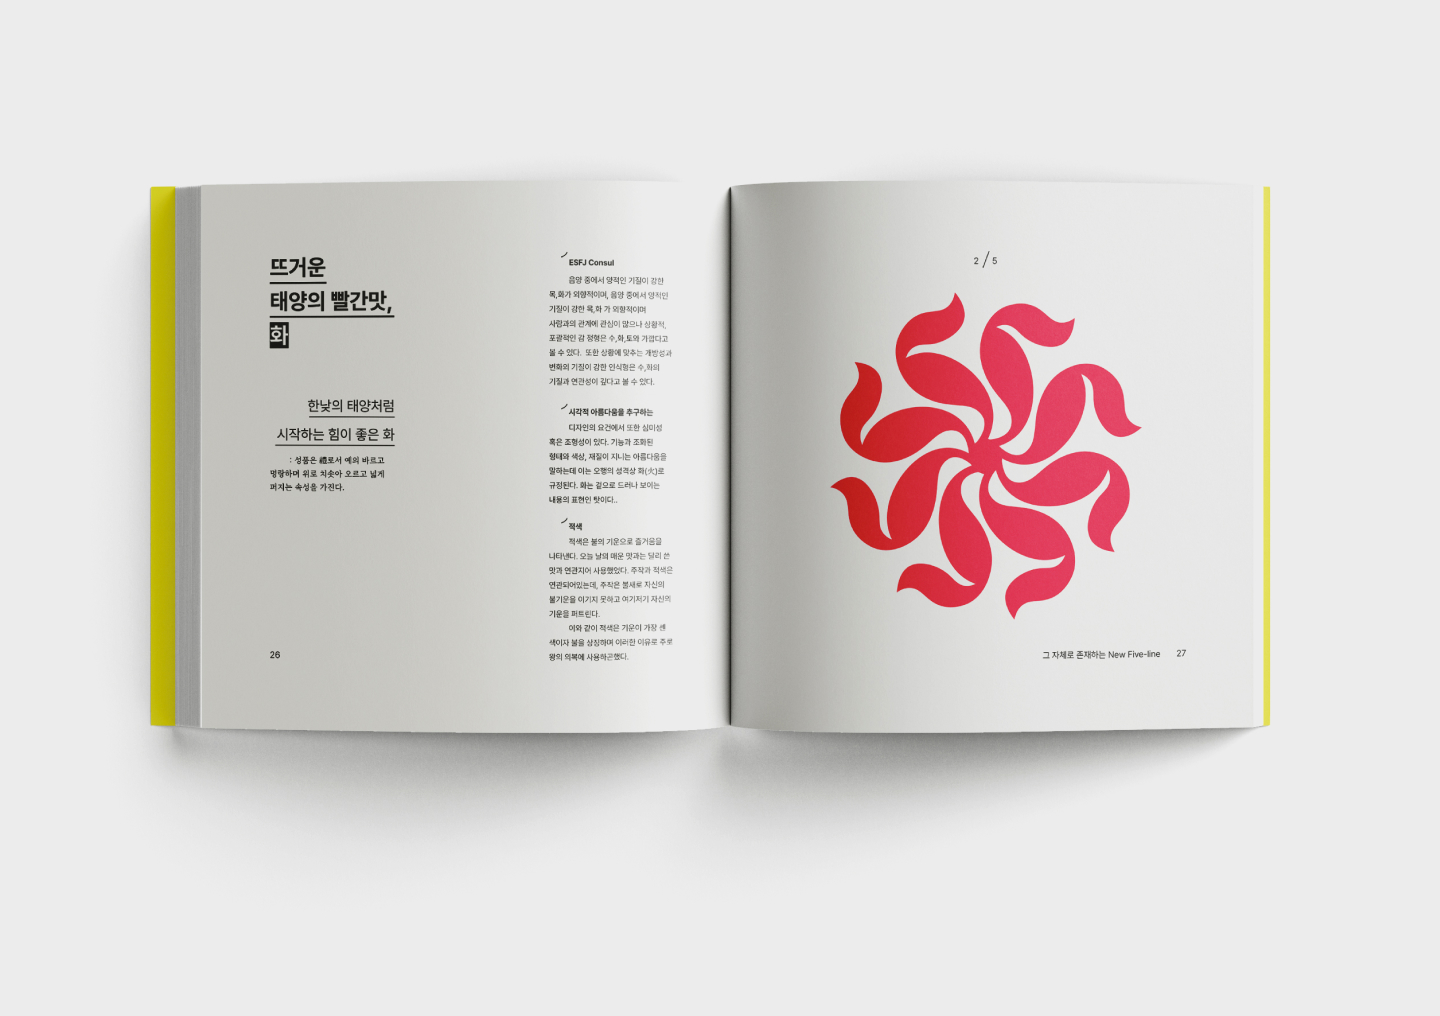 뜨거운
태양의 빨간맛,
화
한낮의 태양처럼
시작하는 힘이 좋은 화
: 성품은 禮로서 예의 바르고
명랑하며 위로 치솟아 오르고 넓게
퍼지는 속성을 가진다.
26
ESFJ Consul
음양 중에서 양적인 기질이 강한
목,화가 외향적이며, 음양 중에서 양적인
기질이 강한 목,화 가 외향적이며
사람과의 관계에 관심이 많으나 상황적,
포괄적인 감 정형은 수,화,토와 가깝다고
볼 수 있다. 또한 상황에 맞추는 개방성과
변화의 기질이 강한 인식형은 수,화의
기질과 연관성이 깊다고 볼 수 있다.
시각적 아름다움을 추구하는
디자인의 요건에서 또한 심미성
혹은 조형성이 있다. 기능과 조화된
형태와 색상, 재질이 지니는 아름다움을
말하는데 이는 오행의 성격상 화(火)로
규정된다. 화는 겉으로 드러나 보이는
내용의 표현인 탓이다..
적색
적색은 불의 기운으로 즐거움을
나타낸다. 오늘 날의 매운 맛과는 달리 쓴
맛과 연관지어 사용했었다. 주작과 적색은
연관되어있는데, 주작은 불새로 자신의
불기운을 이기지 못하고 여기저기 자신의
기운을 퍼트린다.
이와 같이 적색은 기운이 가장 센
색이자 불을 상징하며 이러한 이유로 주로
왕의 의복에 사용하곤했다.
2 / 5
그 자체로 존재하는 New Five-line 27